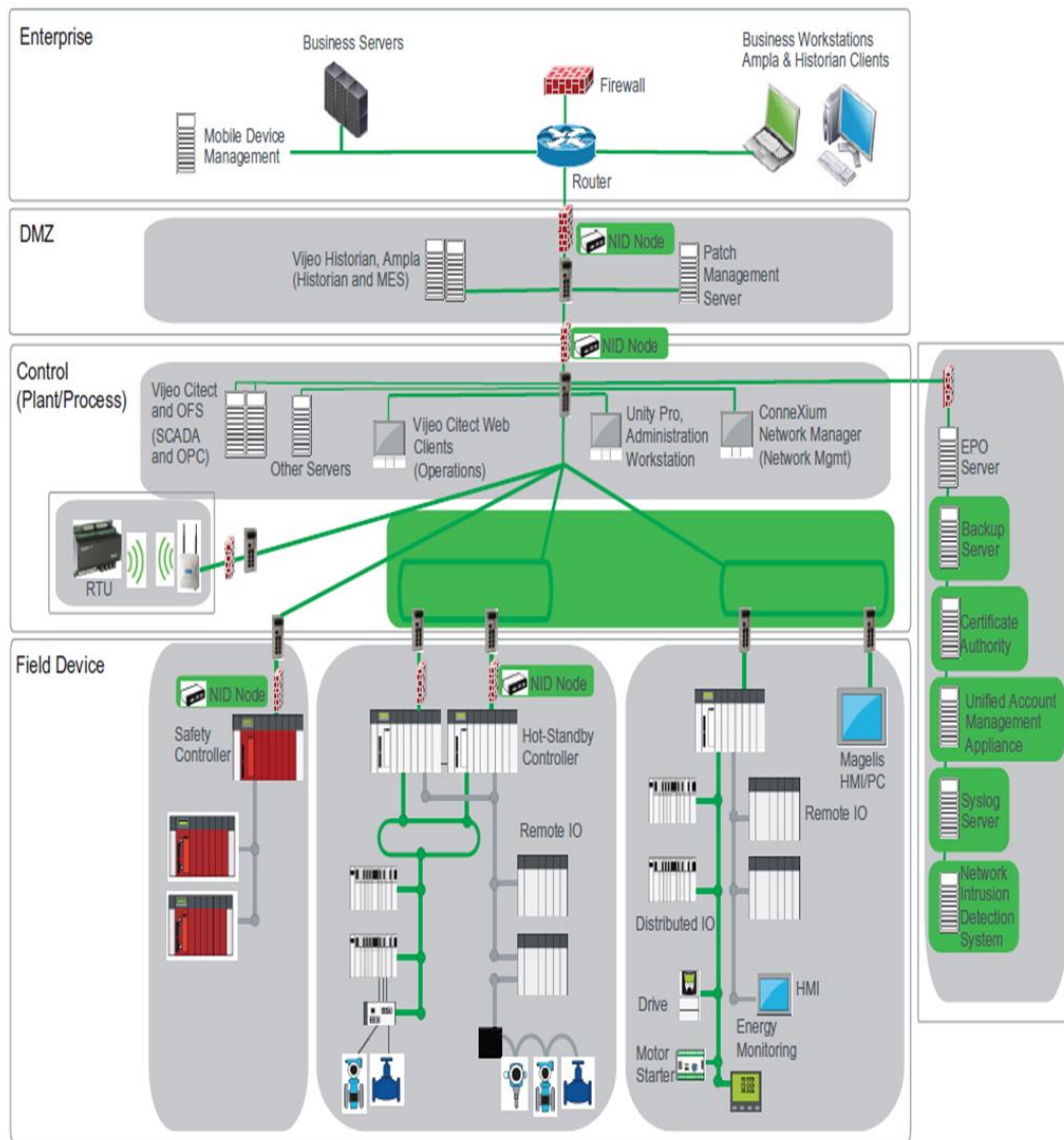 Enterprise
Business Servers
Business Workstations
Ampla & Historian Clients
Firewall
Mobile Device
Management
Router
DMZ
NID Node
Vijeo Historian, Ampla
(Historian and MES)
Patch
Management
Server
NID Node
Control
(Plant/Process)
Vijeo Citect
and OFS
(SCADA
and OPC)
Other Servers
Vijeo Citect Web
Clients
(Operations)
Unity Pro,
Administration
Workstation
ConneXium
Network Manager
(Network Mgmt)
EPO
Server
Backup
Server
Certificate
Authority
Unified Account
Management
Appliance
Syslog
Server
Network
Intrusion
Detection
System
RTU
Field Device
NID Node
Safety
Controller
NID Node
Hot-Standby
Controller
Remote IO
Magelis
HMI/PC
Remote IO
Distributed IO
Drive
HMI
Energy
Monitoring
Motor
Starter